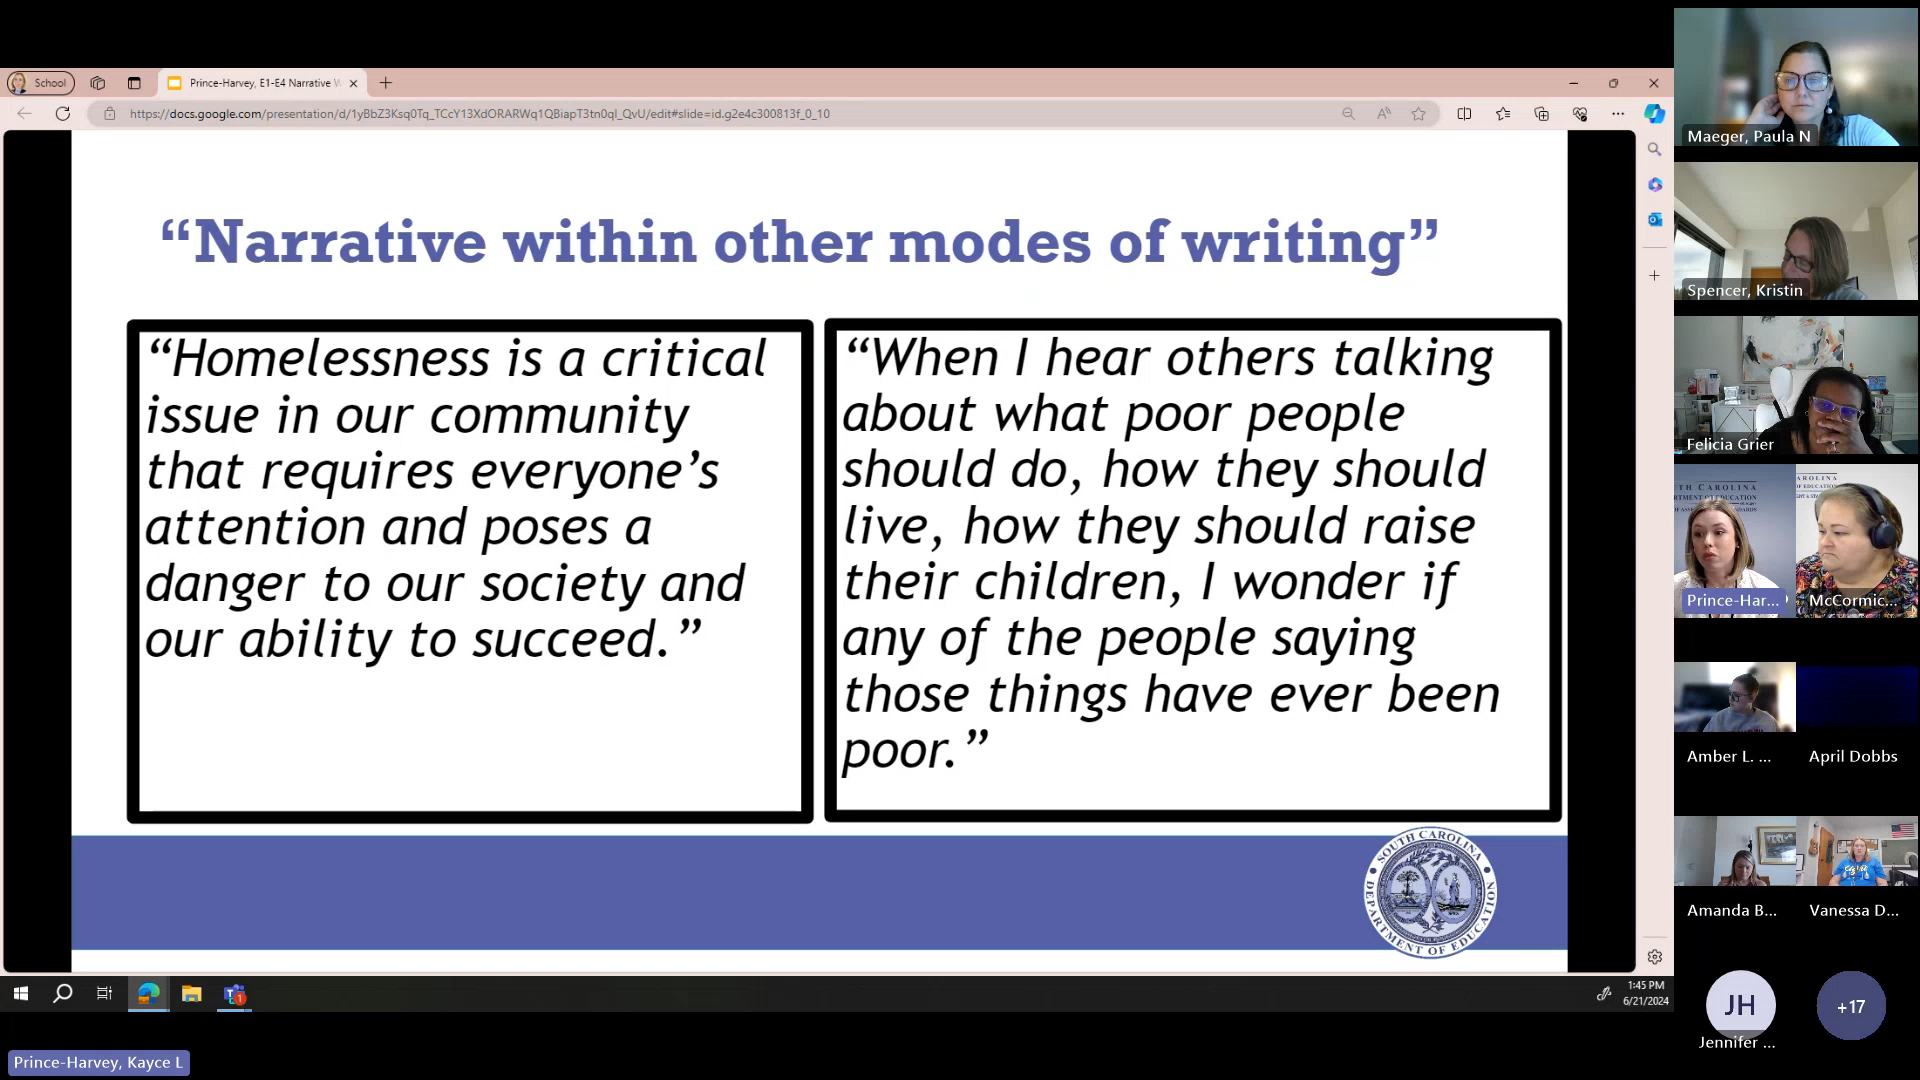 School
Prince-Harvey, E1-E4 Narrative W
https://docs.google.com/presentation/d/1yBbZ3Ksq0Tq_TCcY13XdORARWq1QBiapT3tn0ql_QvU/edit#slide=id.g2e4c300813f_0_10
“Narrative within other modes of writing”
“Homelessness is a critical
issue in our community
that requires everyone’s
attention and poses a
danger to our society and
our ability to succeed.”
“When I hear others talking
about what poor people
should do, how they should
live, how they should raise
their children, I wonder if
any of the people saying
those things have ever been
poor.”
SOUTH CAROLINA
DEPARTMENT OF EDUCATION
1:45 PM
6/21/2024
Prince-Harvey, Kayce L
Maeger, Paula N
Spencer, Kristin
Felicia Grier
Prince-Har...
McCormic...
Amber L. ...
April Dobbs
Amanda B...
Vanessa D...
JH
Jennifer ...
+17